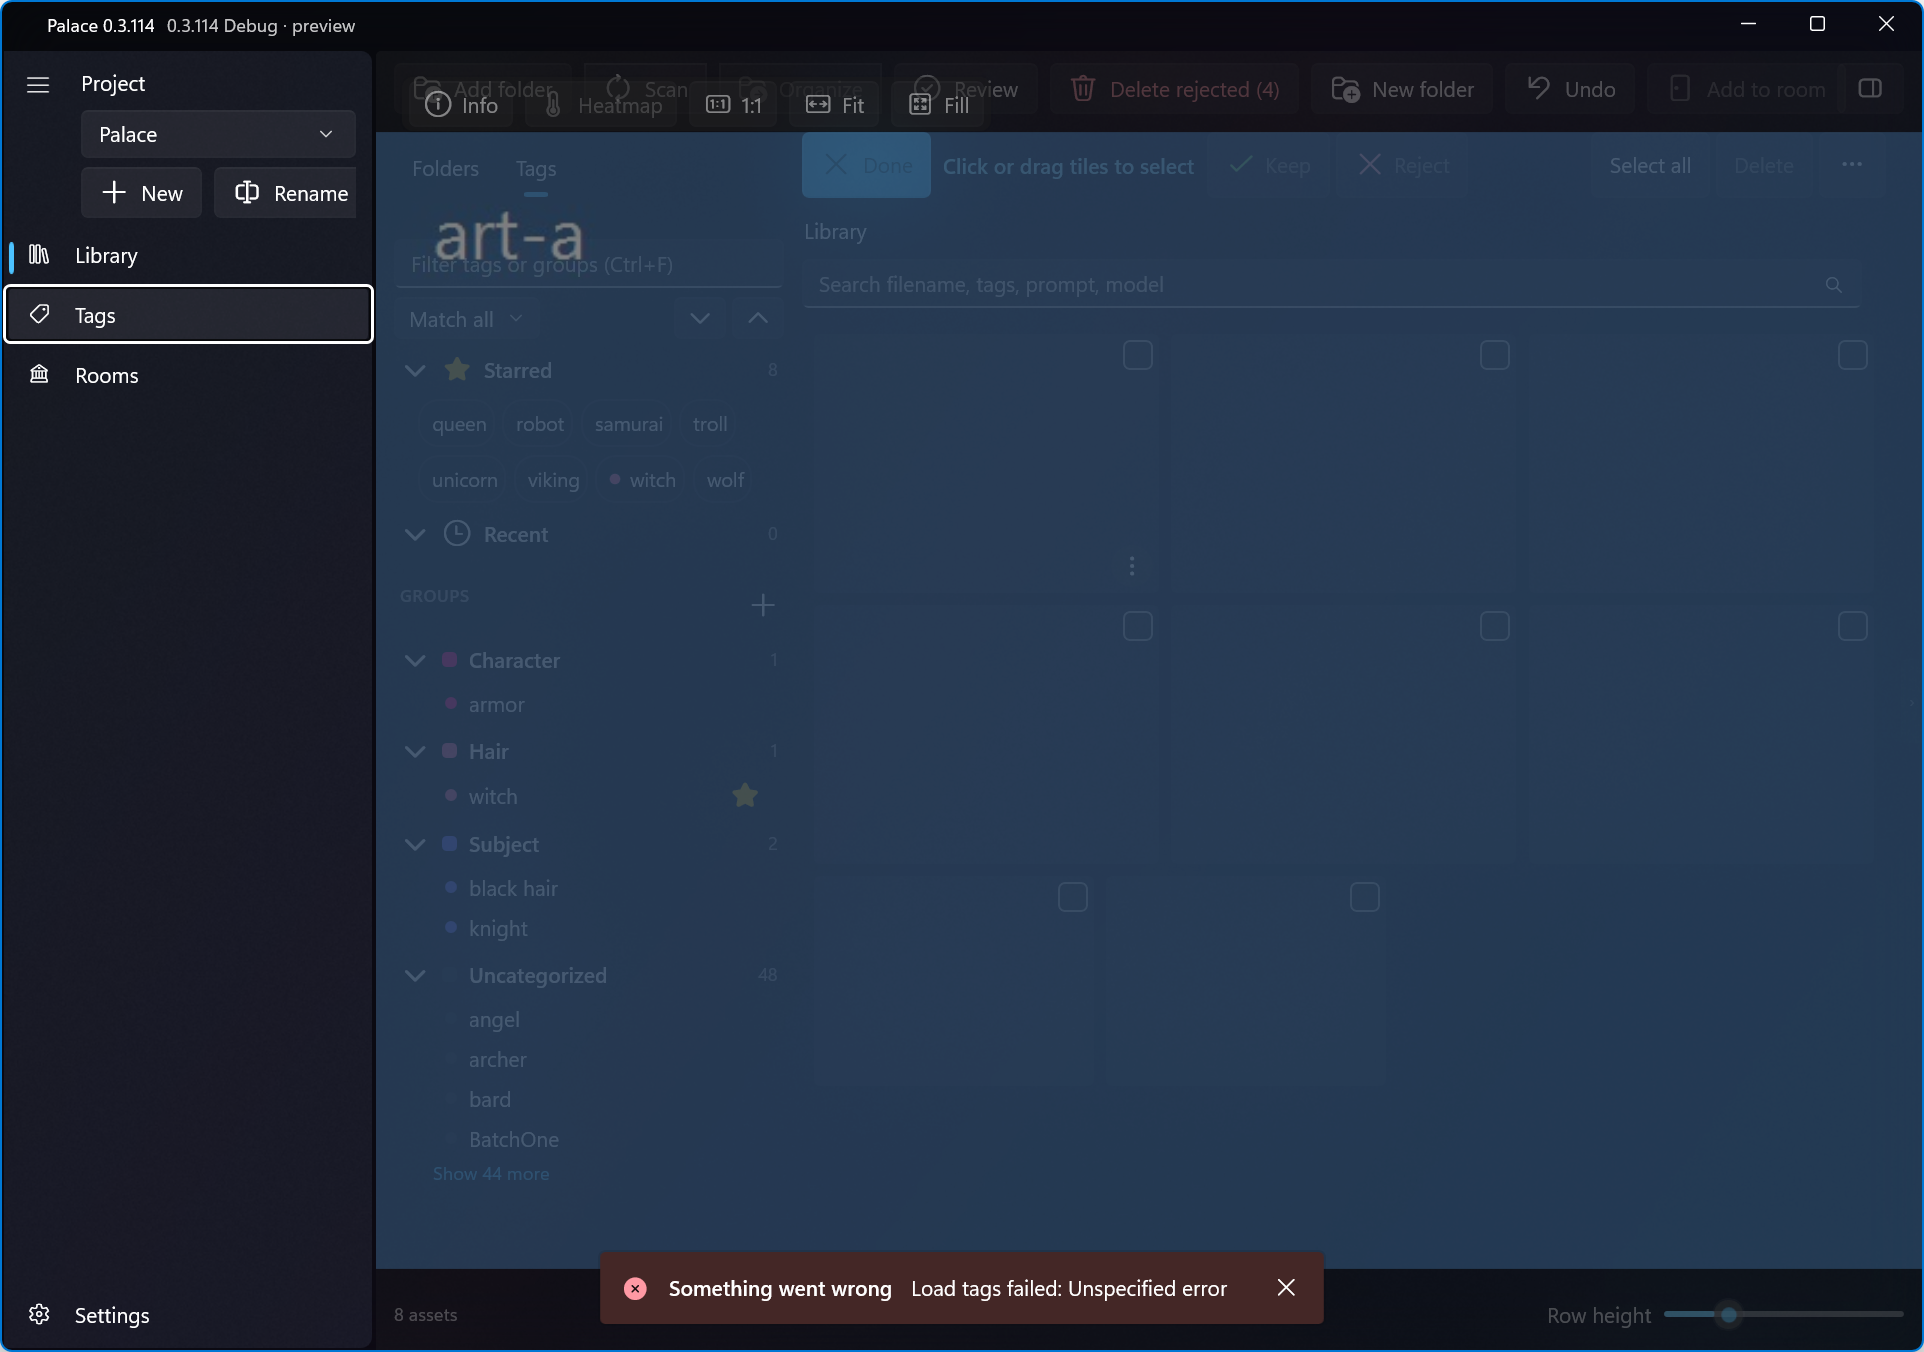 Palace 0.3.114 0.3.114 Debug · preview
Project
Palace
New Rename
Library
Tags
Rooms
Settings
Add folder Scan Organize Review Delete rejected (4) New folder Undo Add to room
Info Heatmap 1:1 1:1 Fit Fill
Folders Tags
art-a
Filter tags or groups (Ctrl+F)
Match all
Starred 8
queen robot samurai troll
unicorn viking witch wolf
Recent 0
GROUPS
Character 1
armor
Hair 1
witch
Subject 2
black hair
knight
Uncategorized 48
angel
archer
bard
BatchOne
Show 44 more
Done Click or drag tiles to select Keep Reject Select all Delete
Library
Search filename, tags, prompt, model
Something went wrong Load tags failed: Unspecified error
8 assets
Row height